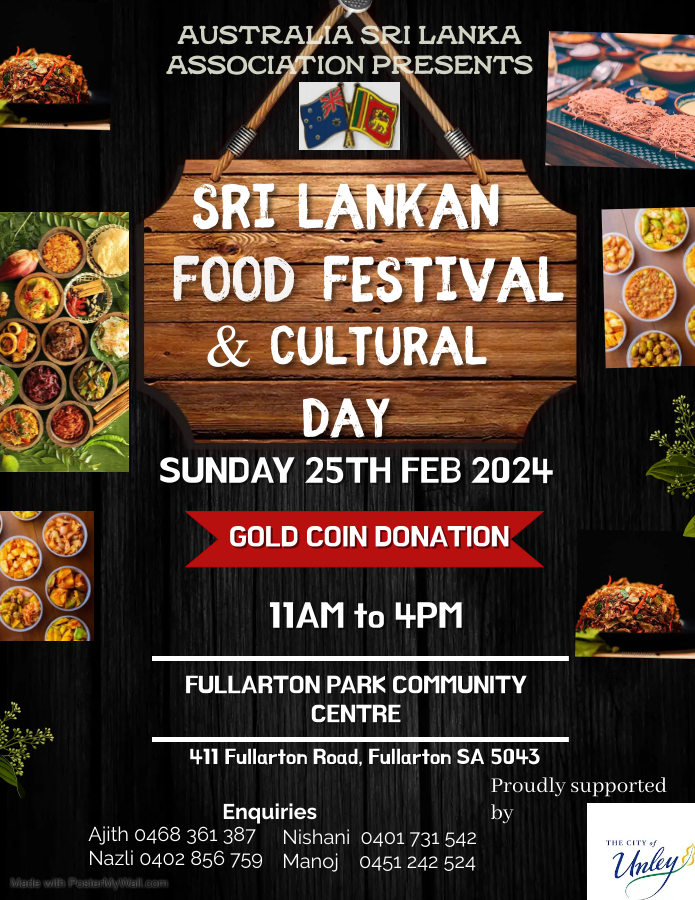 AUSTRALIA SRI LANKA
ASSOCIATION PRESENTS
SRI LANKAN
FOOD FESTIVAL
& CULTURAL
DAY
SUNDAY 25TH FEB 2024
GOLD COIN DONATION
11AM to 4PM
FULLARTON PARK COMMUNITY
CENTRE
411 Fullarton Road, Fullarton SA 5043
Proudly supported
by
Enquiries
Ajith 0468 361 387
Nishani 0401 731 542
Nazli 0402 856 759
Manoj 0451 242 524
THE CITY of
Unley
Made with PosterMyWall.com